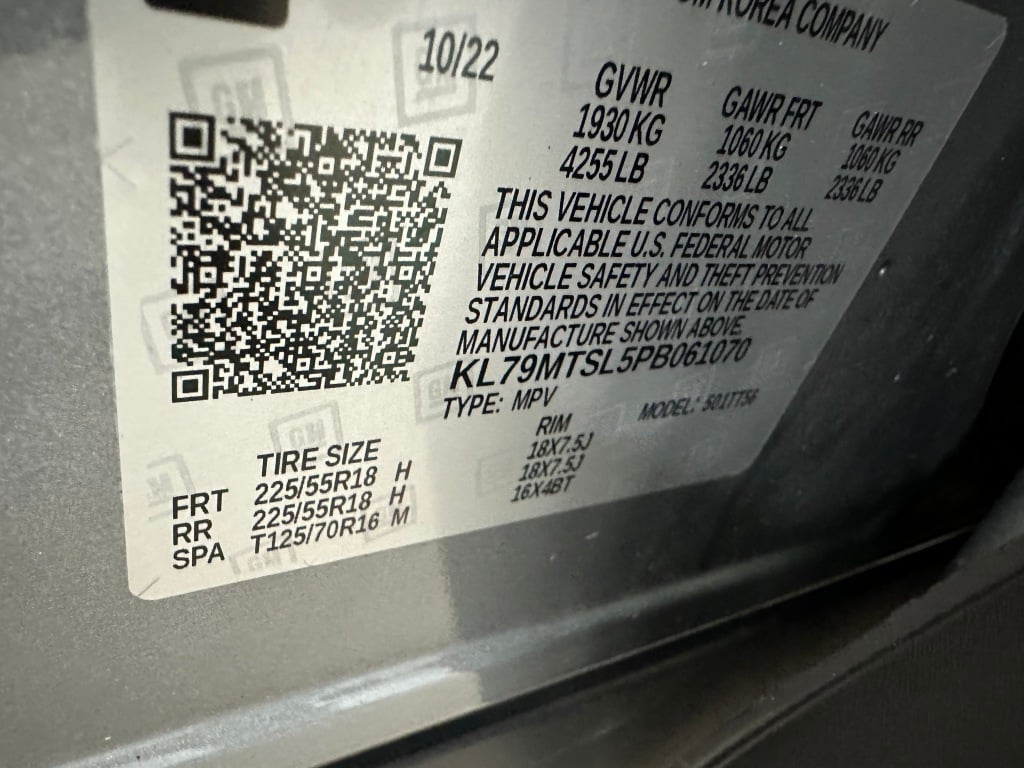 KOREA COMPANY
10/22
GVWR GAWR FRT GAWR RR
1930 KG 1060 KG 1060 KG
4255 LB 2336 LB 2336 LB
THIS VEHICLE CONFORMS TO ALL
APPLICABLE U.S. FEDERAL MOTOR
VEHICLE SAFETY AND THEFT PREVENTION
STANDARDS IN EFFECT ON THE DATE OF
MANUFACTURE SHOWN ABOVE.
KL79MTSL5PB061070
TYPE: MPV MODEL: 501TT56
TIRE SIZE RIM
FRT 225/55R18 H 18X7.5J
RR 225/55R18 H 18X7.5J
SPA T125/70R16 M 16X4BT